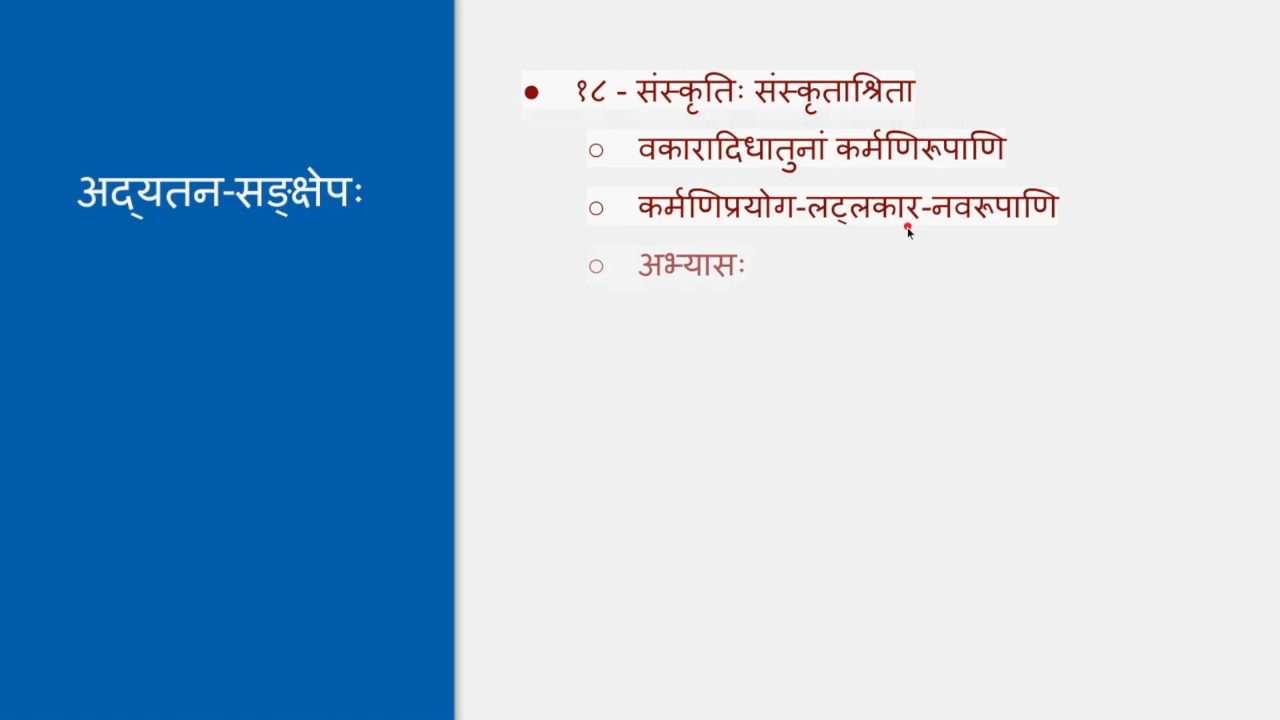 अद्यतन-सङ्क्षेपः
१८ - संस्कृतिः संस्कृताश्रिता
वकारादिधातुनां कर्मणिरूपाणि
कर्मणिप्रयोग-लट्लकार-नवरूपाणि
अभ्यासः